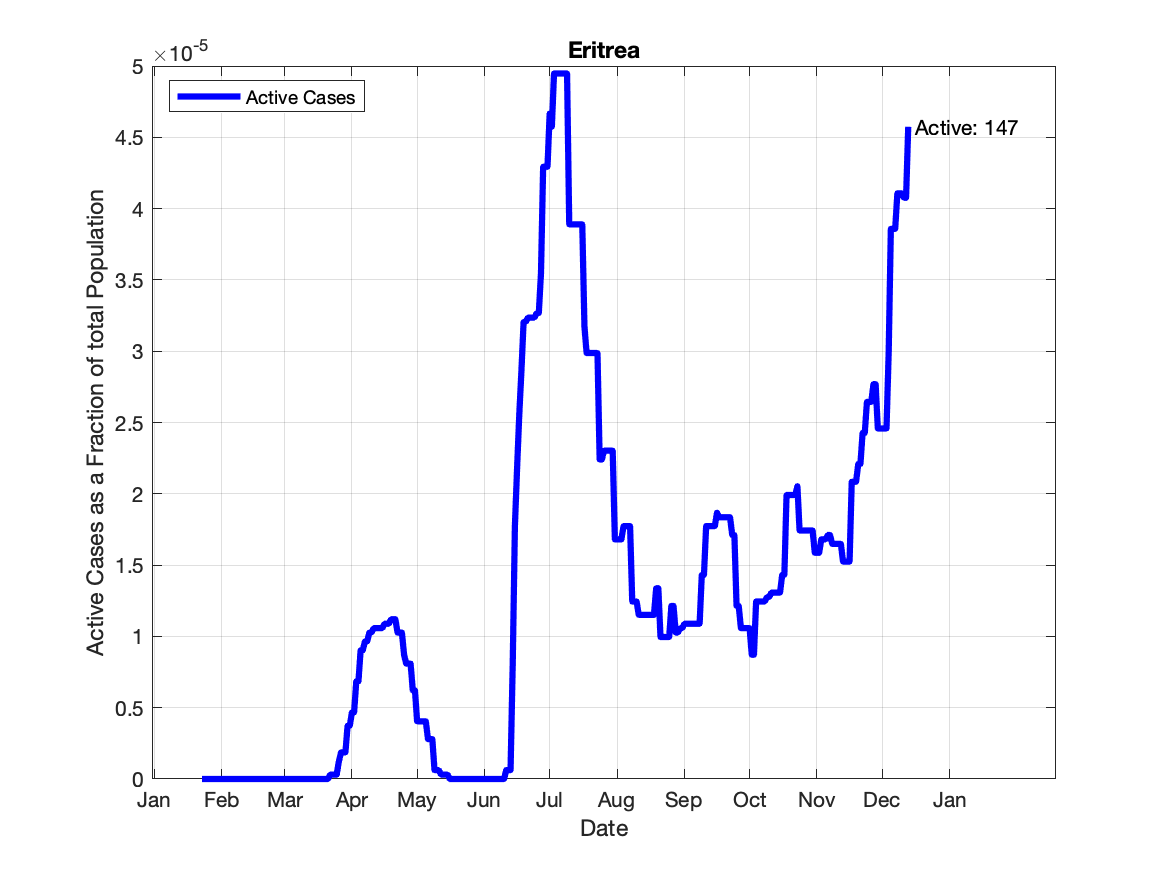 Eritrea
×10-5
Active Cases
Active: 147
5
4.5
4
3.5
3
2.5
2
1.5
1
0.5
0
Active Cases as a Fraction of total Population
Jan Feb Mar Apr May Jun Jul Aug Sep Oct Nov Dec Jan
Date